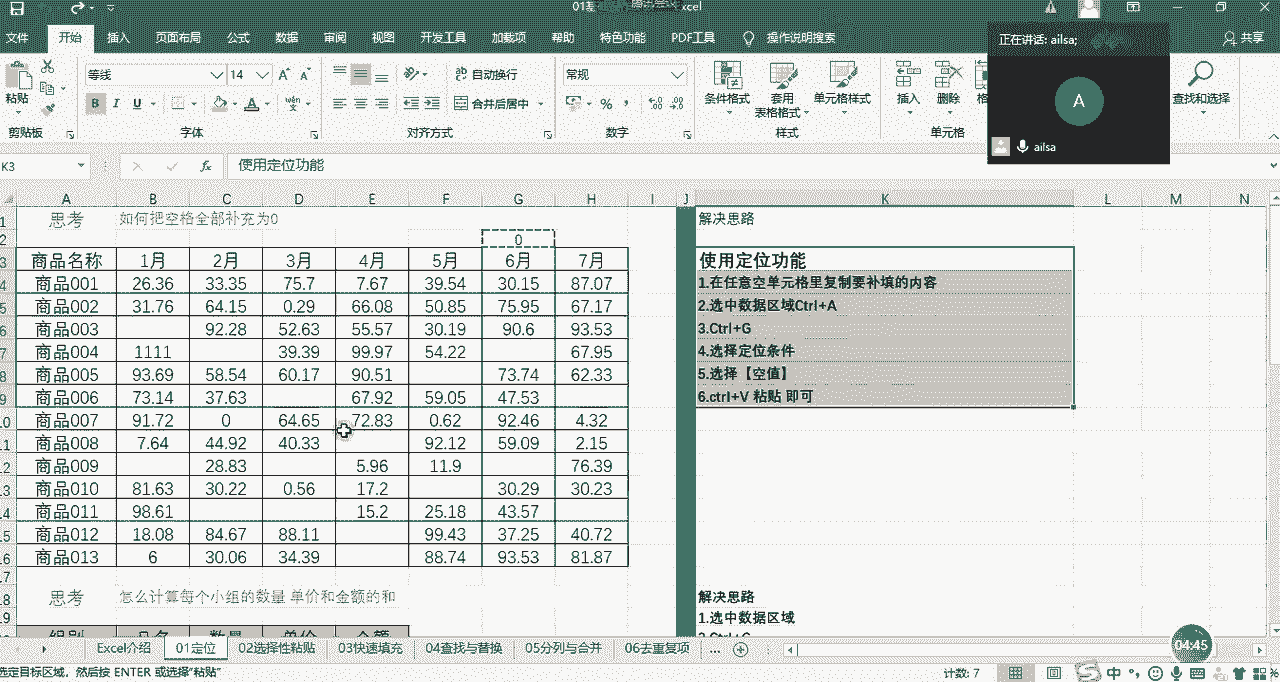 Excel
文件 开始 插入 页面布局 公式 数据 审阅 视图 开发工具 加载项 帮助 特色功能 PDF工具 操作说明搜索 共享
正在讲话: ailsa;
A
ailsa
粘贴 等线 14 自动换行 常规 条件格式 套用 表格格式 单元格样式 插入 删除 查找和选择
B I U A 合并后居中 %
剪贴板 字体 对齐方式 数字 样式 单元格
K3 fx 使用定位功能
A B C D E F G H I J K L M N
思考 如何把空格全部补充为0 解决思路
0
商品名称 1月 2月 3月 4月 5月 6月 7月 使用定位功能
商品001 26.36 33.35 75.7 7.67 39.54 30.15 87.07 1.在任意空单元格里复制要补填的内容
商品002 31.76 64.15 0.29 66.08 50.85 75.95 67.17 2.选中数据区域Ctrl+A
商品003 92.28 52.63 55.57 30.19 90.6 93.53 3.Ctrl+G
商品004 1111 39.39 99.97 54.22 67.95 4.选择定位条件
商品005 93.69 58.54 60.17 90.51 73.74 62.33 5.选择【空值】
商品006 73.14 37.63 67.92 59.05 47.53 6.ctrl+V 粘贴 即可
商品007 91.72 0 64.65 72.83 0.62 92.46 4.32
商品008 7.64 44.92 40.33 92.12 59.09 2.15
商品009 28.83 5.96 11.9 76.39
商品010 81.63 30.22 0.56 17.2 30.29 30.23
商品011 98.61 15.2 25.18 43.57
商品012 18.08 84.67 88.11 99.43 37.25 40.72
商品013 6 30.06 34.39 88.74 93.53 81.87
思考 怎么计算每个小组的数量 单价和金额的和 解决思路
1.选中数据区域
Excel介绍 01定位 02选择性粘贴 03快速填充 04查找与替换 05分列与合并 06去重复项 ...
04:45
选定目标区域，然后按 ENTER 或选择"粘贴" 计数: 7 中